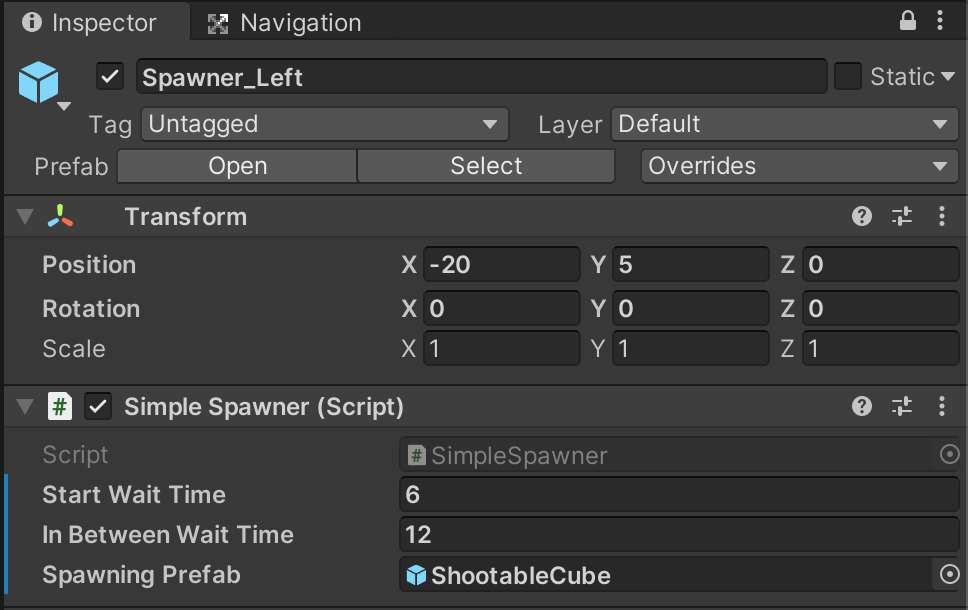 Inspector Navigation
Spawner_Left Static
Tag Untagged Layer Default
Prefab Open Select Overrides
Transform
Position X -20 Y 5 Z 0
Rotation X 0 Y 0 Z 0
Scale X 1 Y 1 Z 1
# Simple Spawner (Script)
Script # SimpleSpawner
Start Wait Time 6
In Between Wait Time 12
Spawning Prefab ShootableCube